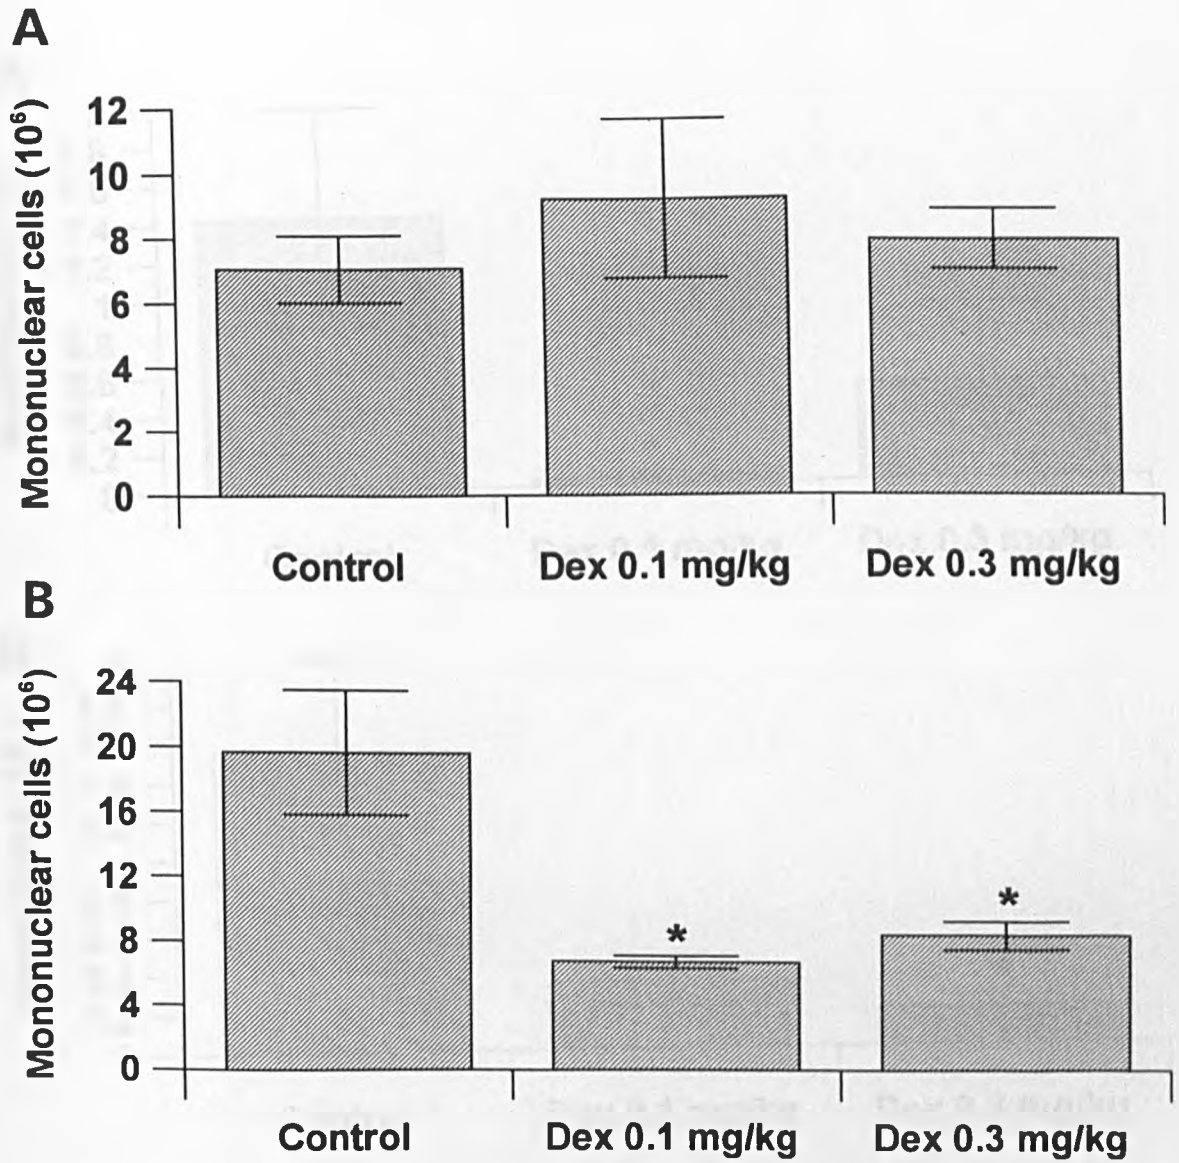 A
Mononuclear cells (10⁶)
12
10
8
6
4
2
0
Control
Dex 0.1 mg/kg
Dex 0.3 mg/kg
B
Mononuclear cells (10⁶)
24
20
16
12
8
4
0
*
*
Control
Dex 0.1 mg/kg
Dex 0.3 mg/kg